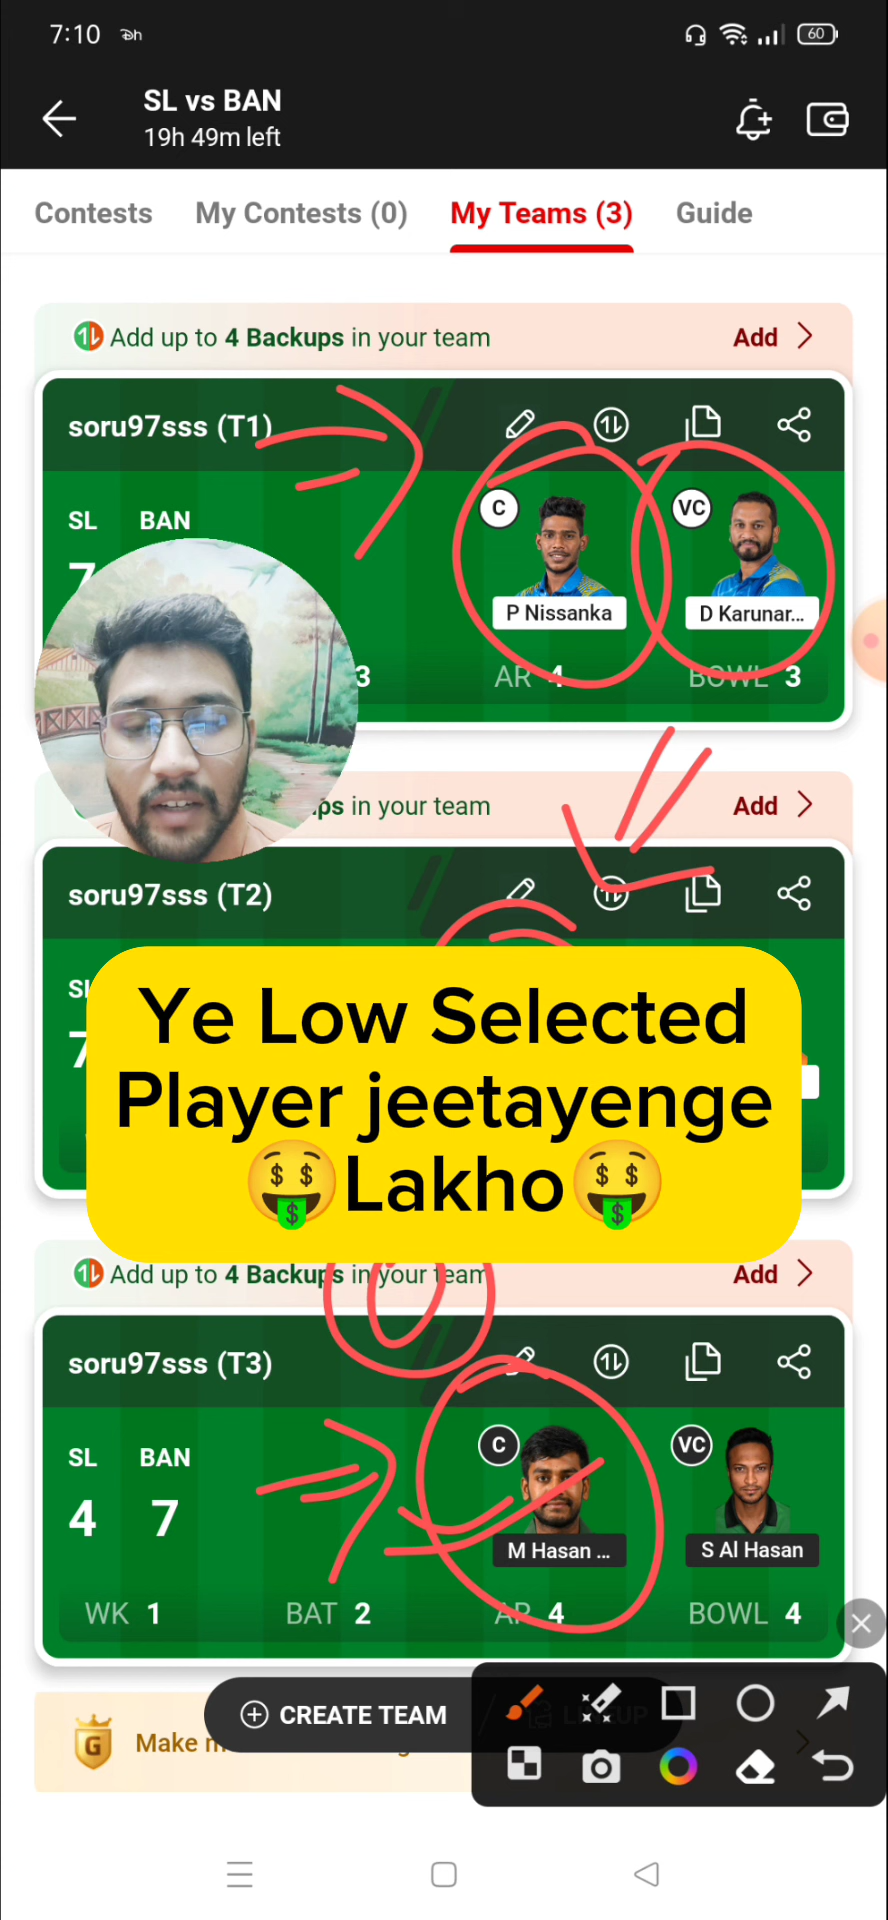 7:10
60
SL vs BAN
19h 49m left
Contests My Contests (0) My Teams (3) Guide
Add up to 4 Backups in your team Add
soru97sss (T1)
C VC
SL BAN
7
P Nissanka D Karunar...
3 AR 4 BOWL 3
in your team Add
soru97sss (T2)
7
Ye Low Selected
Player jeetayenge
🤑Lakho🤑
Add up to 4 Backups in your team Add
soru97sss (T3)
C VC
SL BAN
4 7
M Hasan ... S Al Hasan
WK 1 BAT 2 AR 4 BOWL 4
CREATE TEAM
G Make